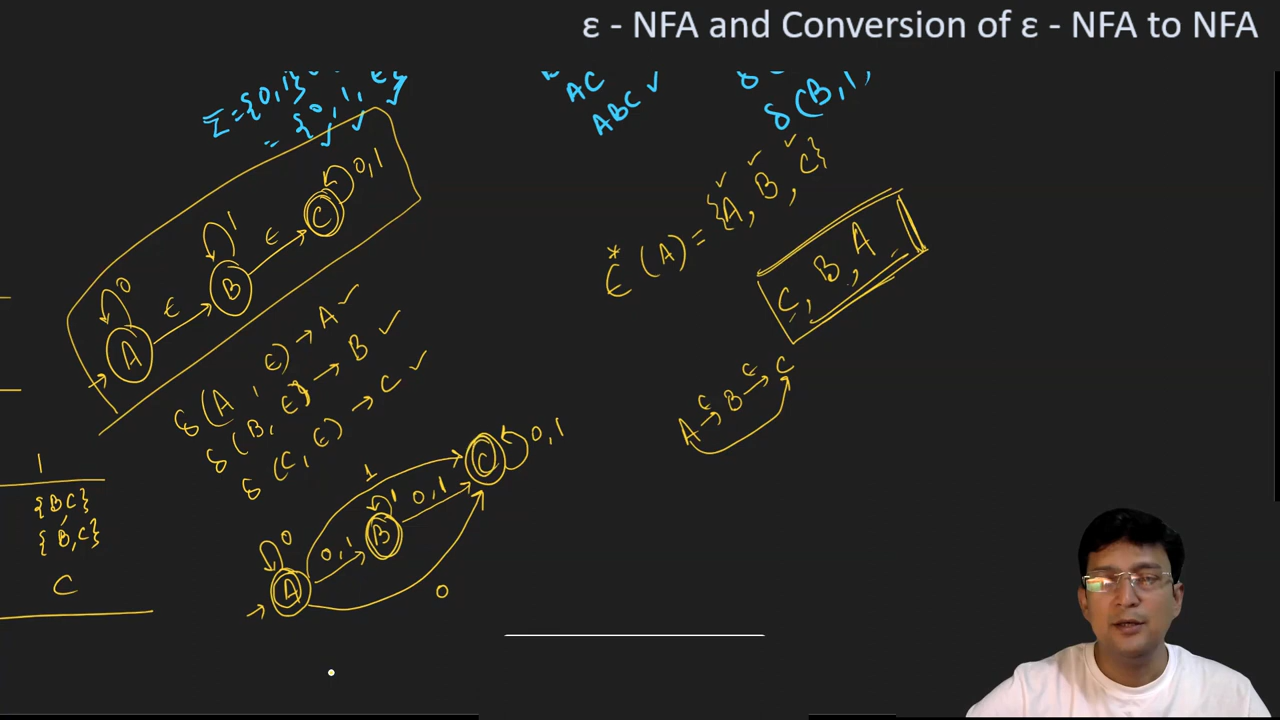 ε - NFA and Conversion of ε - NFA to NFA
Σ = {0,1}
= {0, 1, ε}
AC
ABC ✓
δ(B,1)
0 A ε B 1 ε C 0,1
ε* (A) = {A, B, C}
C, B, A
δ(A, ε) → A ✓
δ(B, ε) → B ✓
δ(C, ε) → C ✓
A ε→ B ε→ C
1
{BC}
{B,C}
C
0 A 0,1 B 1 0,1 C 0,1
1
0